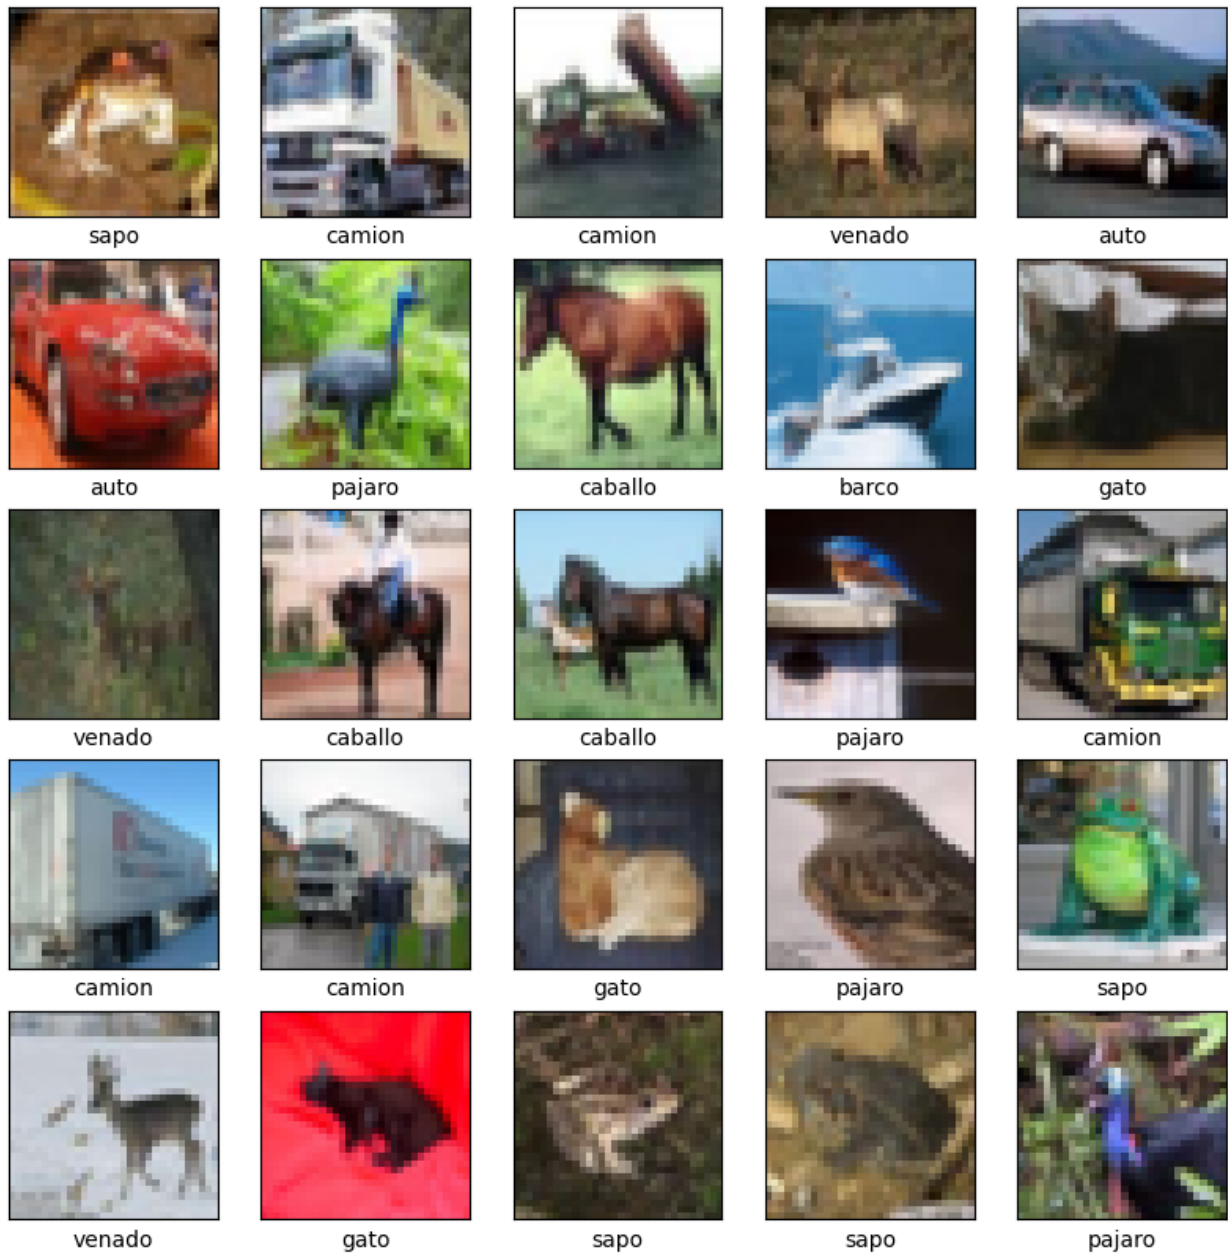 sapo camion camion venado auto
auto pajaro caballo barco gato
venado caballo caballo pajaro camion
camion camion gato pajaro sapo
venado gato sapo sapo pajaro